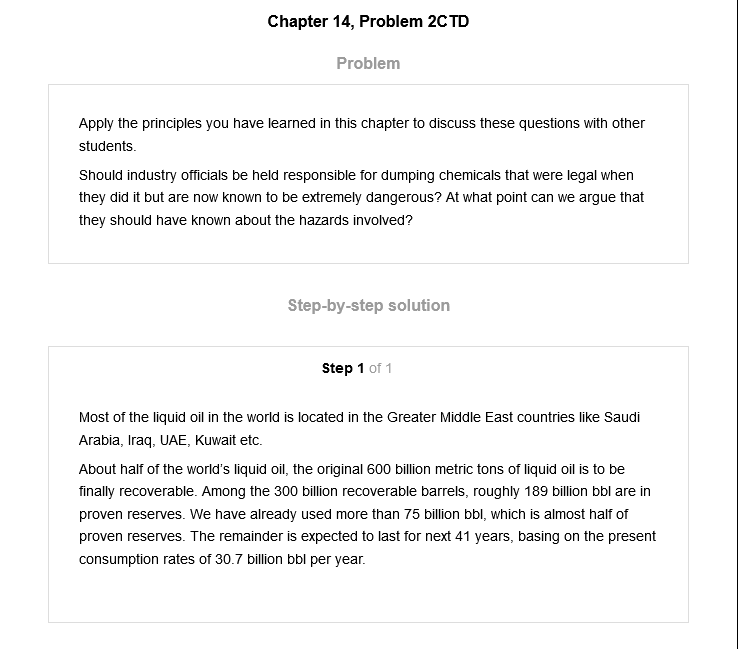 Chapter 14, Problem 2CTD
Problem
Apply the principles you have learned in this chapter to discuss these questions with other
students.
Should industry officials be held responsible for dumping chemicals that were legal when
they did it but are now known to be extremely dangerous? At what point can we argue that
they should have known about the hazards involved?
Step-by-step solution
Step 1 of 1
Most of the liquid oil in the world is located in the Greater Middle East countries like Saudi
Arabia, Iraq, UAE, Kuwait etc.
About half of the world's liquid oil, the original 600 billion metric tons of liquid oil is to be
finally recoverable. Among the 300 billion recoverable barrels, roughly 189 billion bbl are in
proven reserves. We have already used more than 75 billion bbl, which is almost half of
proven reserves. The remainder is expected to last for next 41 years, basing on the present
consumption rates of 30.7 billion bbl per year.